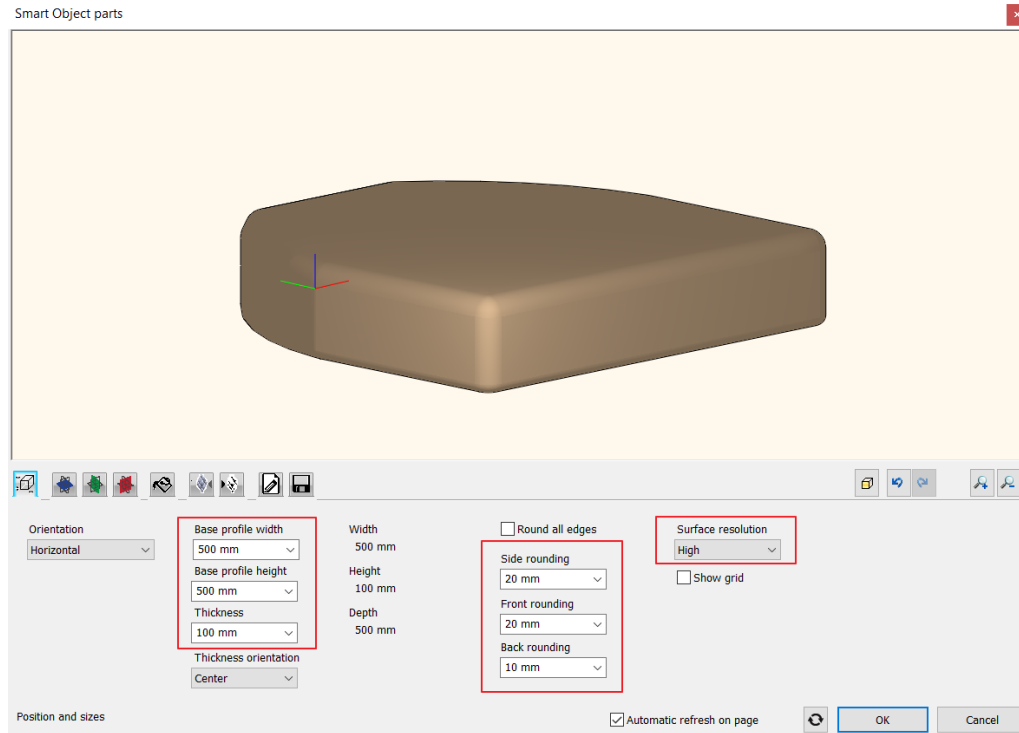 Smart Object parts
Orientation
Horizontal
Base profile width
500 mm
Base profile height
500 mm
Thickness
100 mm
Thickness orientation
Center
Width
500 mm
Height
100 mm
Depth
500 mm
Round all edges
Side rounding
20 mm
Front rounding
20 mm
Back rounding
10 mm
Surface resolution
High
Show grid
Position and sizes
Automatic refresh on page
OK
Cancel